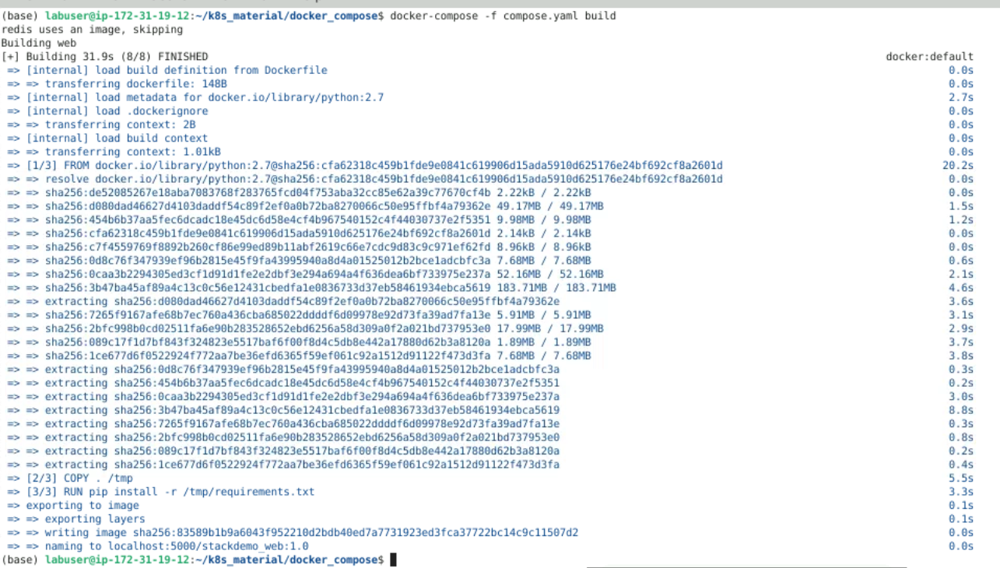 (base) labuser@ip-172-31-19-12:~/k8s_material/docker_compose$ docker-compose -f compose.yaml build
redis uses an image, skipping
Building web
[+] Building 31.9s (8/8) FINISHED docker:default
=> [internal] load build definition from Dockerfile 0.0s
=> => transferring dockerfile: 148B 0.0s
=> [internal] load metadata for docker.io/library/python:2.7 2.7s
=> [internal] load .dockerignore 0.0s
=> => transferring context: 2B 0.0s
=> [internal] load build context 0.0s
=> => transferring context: 1.01kB 0.0s
=> [1/3] FROM docker.io/library/python:2.7@sha256:cfa62318c459b1fde9e0841c619906d15ada5910d625176e24bf692cf8a2601d 20.2s
=> => resolve docker.io/library/python:2.7@sha256:cfa62318c459b1fde9e0841c619906d15ada5910d625176e24bf692cf8a2601d 0.0s
=> => sha256:de52085267e18aba7083768f283765fcd04f753aba32cc85e62a39c77670cf4b 2.22kB / 2.22kB 0.0s
=> => sha256:d080dad46627d4103daddf54c89f2ef0a0b72ba8270066c50e95ffbf4a79362e 49.17MB / 49.17MB 1.5s
=> => sha256:454b6b37aa5fec6dcadc18e45dc6d58e4cf4b967540152c4f44030737e2f5351 9.98MB / 9.98MB 1.2s
=> => sha256:cfa62318c459b1fde9e0841c619906d15ada5910d625176e24bf692cf8a2601d 2.14kB / 2.14kB 0.0s
=> => sha256:c7f4559769f8892b260cf86e99ed89b11abf2619c66e7cdc9d83c9c971ef62fd 8.96kB / 8.96kB 0.0s
=> => sha256:0d8c76f347939ef96b2815e45f9fa43995940a8d4a01525012b2bce1adcbfc3a 7.68MB / 7.68MB 0.6s
=> => sha256:0caa3b2294305ed3cf1d91d1fe2e2dbf3e294a694a4f636dea6bf733975e237a 52.16MB / 52.16MB 2.1s
=> => sha256:3b47ba45af89a4c13c0c56e12431cbedfa1e0836733d37eb58461934ebca5619 183.71MB / 183.71MB 4.6s
=> => extracting sha256:d080dad46627d4103daddf54c89f2ef0a0b72ba8270066c50e95ffbf4a79362e 3.6s
=> => sha256:7265f9167afe68b7ec760a436cba685022ddddf6d09978e92d73fa39ad7fa13e 5.91MB / 5.91MB 3.1s
=> => sha256:2bfc998b0cd02511fa6e90b283528652ebd6256a58d309a0f2a021bd737953e0 17.99MB / 17.99MB 2.9s
=> => sha256:089c17f1d7bf843f324823e5517baf6f00f8d4c5db8e442a17880d62b3a8120a 1.89MB / 1.89MB 3.7s
=> => sha256:1ce677d6f0522924f772aa7be36efd6365f59ef061c92a1512d91122f473d3fa 7.68MB / 7.68MB 3.8s
=> => extracting sha256:0d8c76f347939ef96b2815e45f9fa43995940a8d4a01525012b2bce1adcbfc3a 0.3s
=> => extracting sha256:454b6b37aa5fec6dcadc18e45dc6d58e4cf4b967540152c4f44030737e2f5351 0.2s
=> => extracting sha256:0caa3b2294305ed3cf1d91d1fe2e2dbf3e294a694a4f636dea6bf733975e237a 3.0s
=> => extracting sha256:3b47ba45af89a4c13c0c56e12431cbedfa1e0836733d37eb58461934ebca5619 8.8s
=> => extracting sha256:7265f9167afe68b7ec760a436cba685022ddddf6d09978e92d73fa39ad7fa13e 0.3s
=> => extracting sha256:2bfc998b0cd02511fa6e90b283528652ebd6256a58d309a0f2a021bd737953e0 0.8s
=> => extracting sha256:089c17f1d7bf843f324823e5517baf6f00f8d4c5db8e442a17880d62b3a8120a 0.2s
=> => extracting sha256:1ce677d6f0522924f772aa7be36efd6365f59ef061c92a1512d91122f473d3fa 0.4s
=> [2/3] COPY . /tmp 5.5s
=> [3/3] RUN pip install -r /tmp/requirements.txt 3.3s
=> exporting to image 0.1s
=> => exporting layers 0.1s
=> => writing image sha256:83589b1b9a6043f952210d2bdb40ed7a7731923ed3fca37722bc14c9c11507d2 0.0s
=> => naming to localhost:5000/stackdemo_web:1.0 0.0s
(base) labuser@ip-172-31-19-12:~/k8s_material/docker_compose$